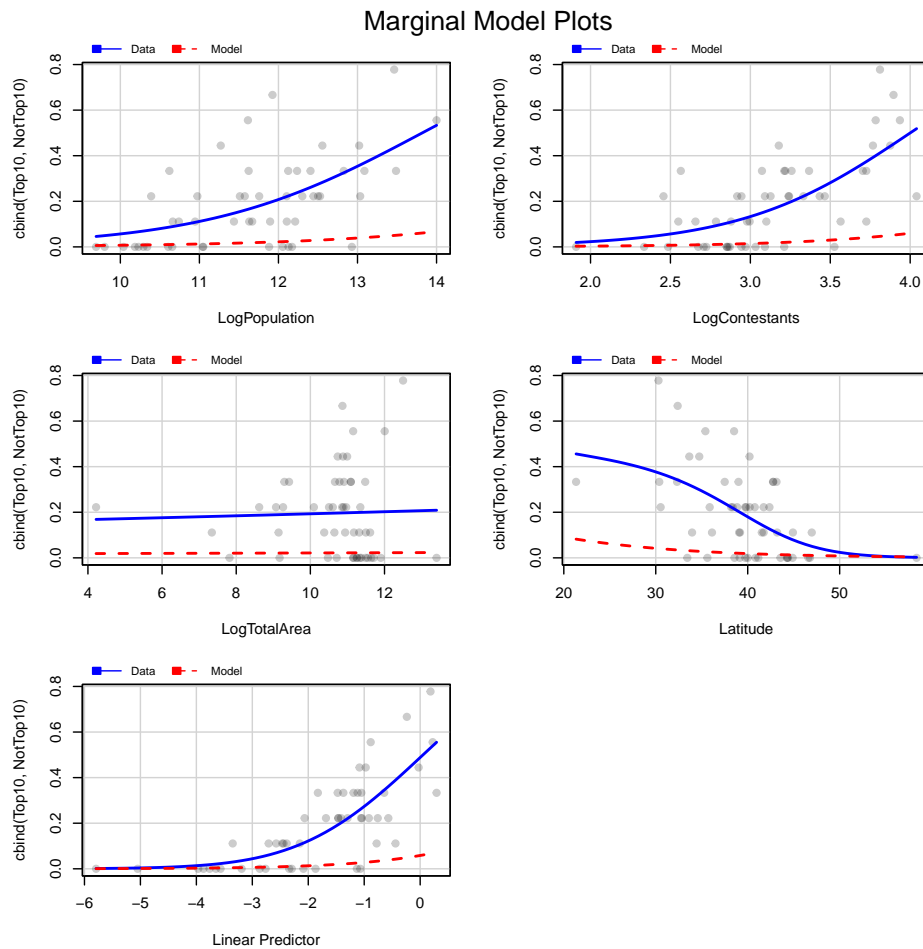 Marginal Model Plots
Data Model
cbind(Top10, NotTop10)
0.0 0.2 0.4 0.6 0.8
10 11 12 13 14
LogPopulation
Data Model
cbind(Top10, NotTop10)
0.0 0.2 0.4 0.6 0.8
2.0 2.5 3.0 3.5 4.0
LogContestants
Data Model
cbind(Top10, NotTop10)
0.0 0.2 0.4 0.6 0.8
4 6 8 10 12
LogTotalArea
Data Model
cbind(Top10, NotTop10)
0.0 0.2 0.4 0.6 0.8
20 30 40 50
Latitude
Data Model
cbind(Top10, NotTop10)
0.0 0.2 0.4 0.6 0.8
−6 −5 −4 −3 −2 −1 0
Linear Predictor